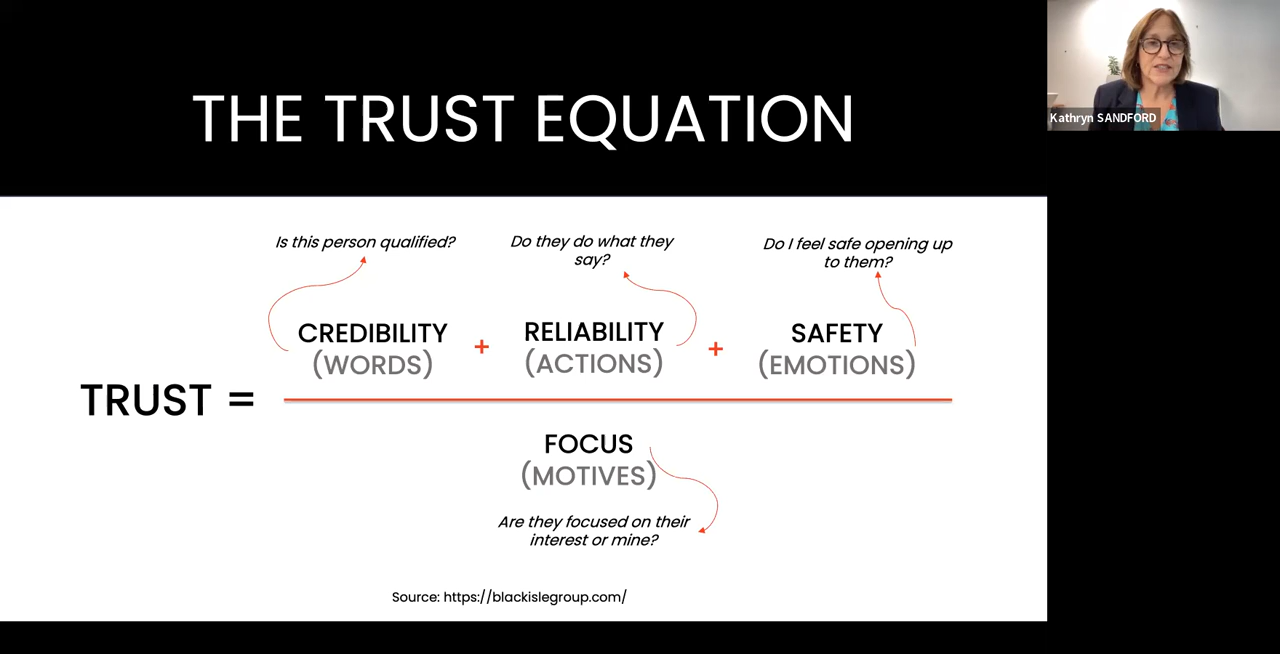 THE TRUST EQUATION
Kathryn SANDFORD
Is this person qualified?
Do they do what they
say?
Do I feel safe opening up
to them?
CREDIBILITY
(WORDS)
+
RELIABILITY
(ACTIONS)
+
SAFETY
(EMOTIONS)
TRUST =
FOCUS
(MOTIVES)
Are they focused on their
interest or mine?
Source: https://blackislegroup.com/